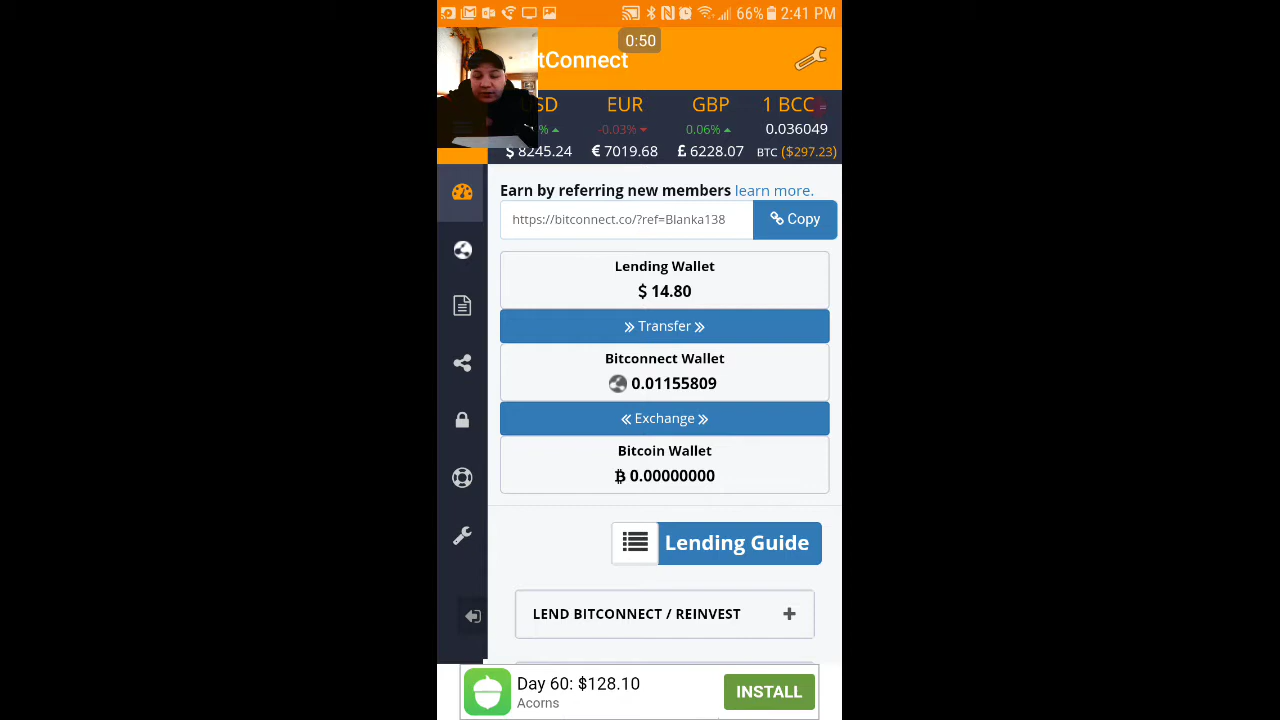 66% 2:41 PM
0:50
itConnect
SD EUR GBP 1 BCC
% -0.03% 0.06% 0.036049
$ 8245.24 € 7019.68 £ 6228.07 BTC ($297.23)
Earn by referring new members learn more.
https://bitconnect.co/?ref=Blanka138 Copy
Lending Wallet
$ 14.80
Transfer
Bitconnect Wallet
0.01155809
Exchange
Bitcoin Wallet
₿ 0.00000000
Lending Guide
LEND BITCONNECT / REINVEST +
Day 60: $128.10
Acorns
INSTALL